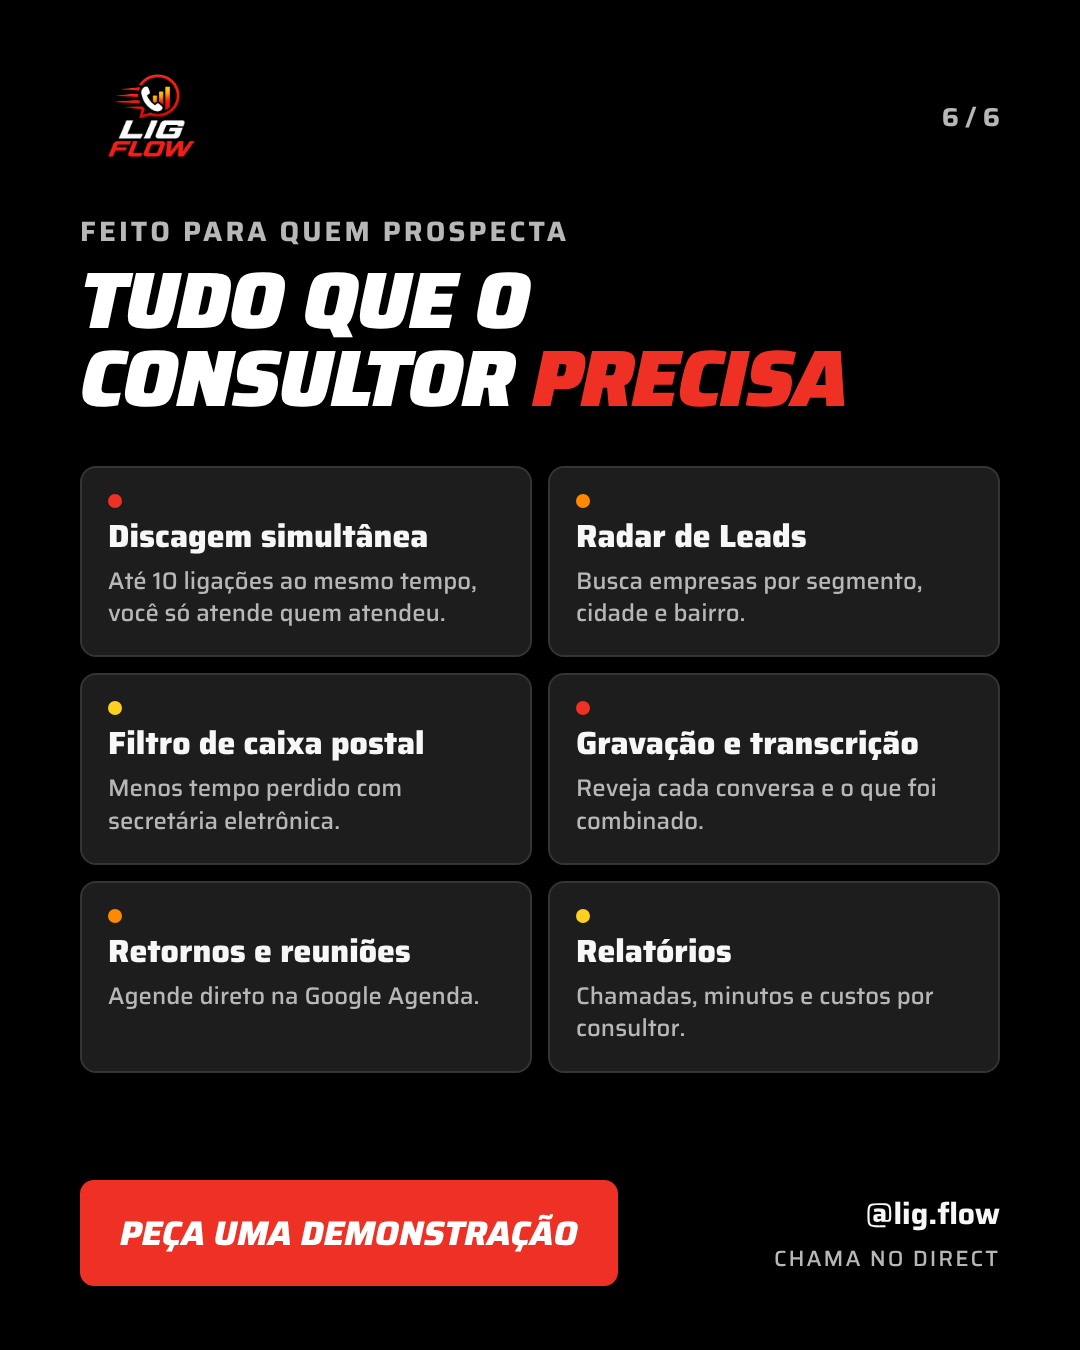 LIG
FLOW
6 / 6
FEITO PARA QUEM PROSPECTA
TUDO QUE O
CONSULTOR PRECISA
Discagem simultânea
Até 10 ligações ao mesmo tempo,
você só atende quem atendeu.
Radar de Leads
Busca empresas por segmento,
cidade e bairro.
Filtro de caixa postal
Menos tempo perdido com
secretária eletrônica.
Gravação e transcrição
Reveja cada conversa e o que foi
combinado.
Retornos e reuniões
Agende direto na Google Agenda.
Relatórios
Chamadas, minutos e custos por
consultor.
PEÇA UMA DEMONSTRAÇÃO
@lig.flow
CHAMA NO DIRECT